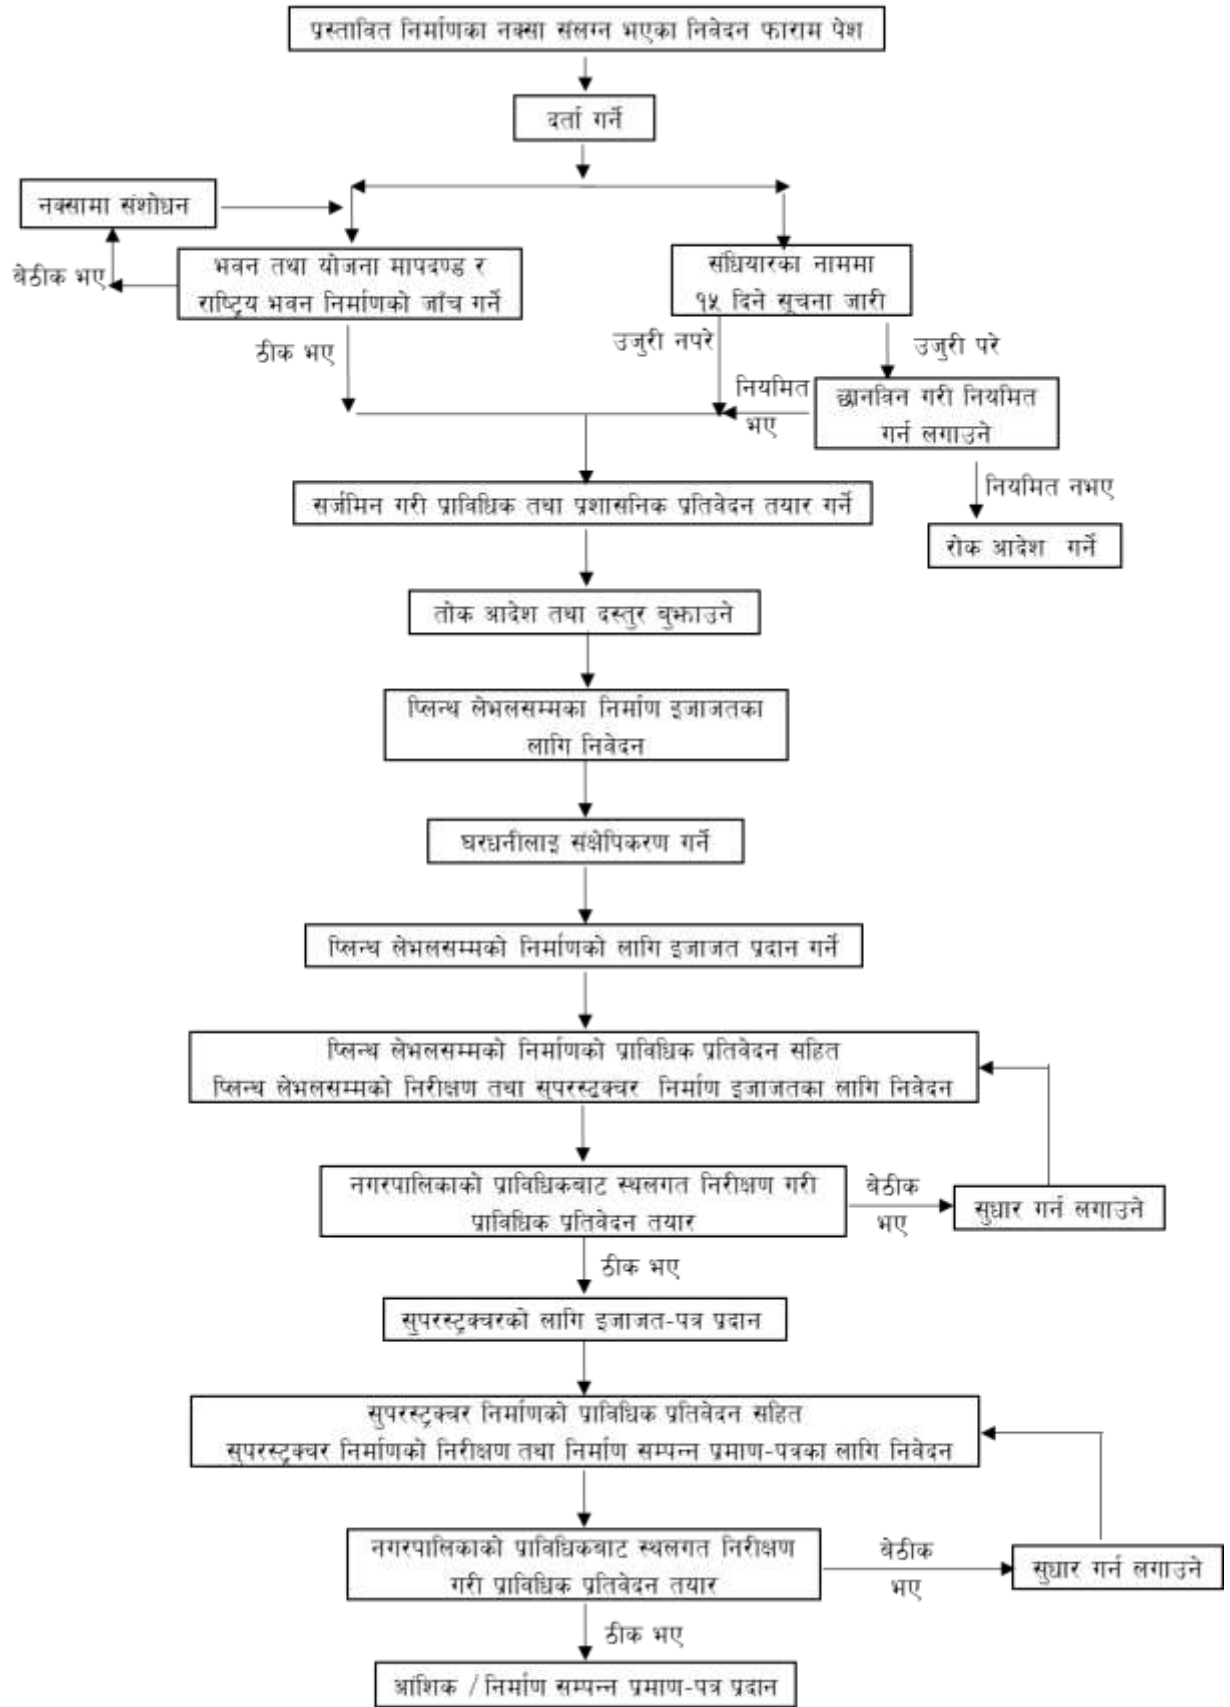 प्रस्तावित निर्माणका नक्सा संलग्न भएका निवेदन फाराम पेश
दर्ता गर्ने
नक्सामा संशोधन
बेठीक भए
भवन तथा योजना मापदण्ड र
राष्ट्रिय भवन निर्माणको जाँच गर्ने
संधियारका नाममा
१५ दिने सूचना जारी
ठीक भए
उजुरी नपरे
उजुरी परे
नियमित
भए
छानविन गरी नियमित
गर्न लगाउने
सर्जमिन गरी प्राविधिक तथा प्रशासनिक प्रतिवेदन तयार गर्ने
नियमित नभए
रोक आदेश गर्ने
तोक आदेश तथा दस्तुर बुझाउने
प्लिन्थ लेभलसम्मका निर्माण इजाजतका
लागि निवेदन
घरधनीलाइ संक्षेपिकरण गर्ने
प्लिन्थ लेभलसम्मको निर्माणको लागि इजाजत प्रदान गर्ने
प्लिन्थ लेभलसम्मको निर्माणको प्राविधिक प्रतिवेदन सहित
प्लिन्थ लेभलसम्मको निरीक्षण तथा सुपरस्ट्रक्चर निर्माण इजाजतका लागि निवेदन
नगरपालिकाको प्राविधिकबाट स्थलगत निरीक्षण गरी
प्राविधिक प्रतिवेदन तयार
बेठीक
भए
सुधार गर्न लगाउने
ठीक भए
सुपरस्ट्रक्चरको लागि इजाजत-पत्र प्रदान
सुपरस्ट्रक्चर निर्माणको प्राविधिक प्रतिवेदन सहित
सुपरस्ट्रक्चर निर्माणको निरीक्षण तथा निर्माण सम्पन्न प्रमाण-पत्रका लागि निवेदन
नगरपालिकाको प्राविधिकबाट स्थलगत निरीक्षण
गरी प्राविधिक प्रतिवेदन तयार
बेठीक
भए
सुधार गर्न लगाउने
ठीक भए
आंशिक /निर्माण सम्पन्न प्रमाण-पत्र प्रदान